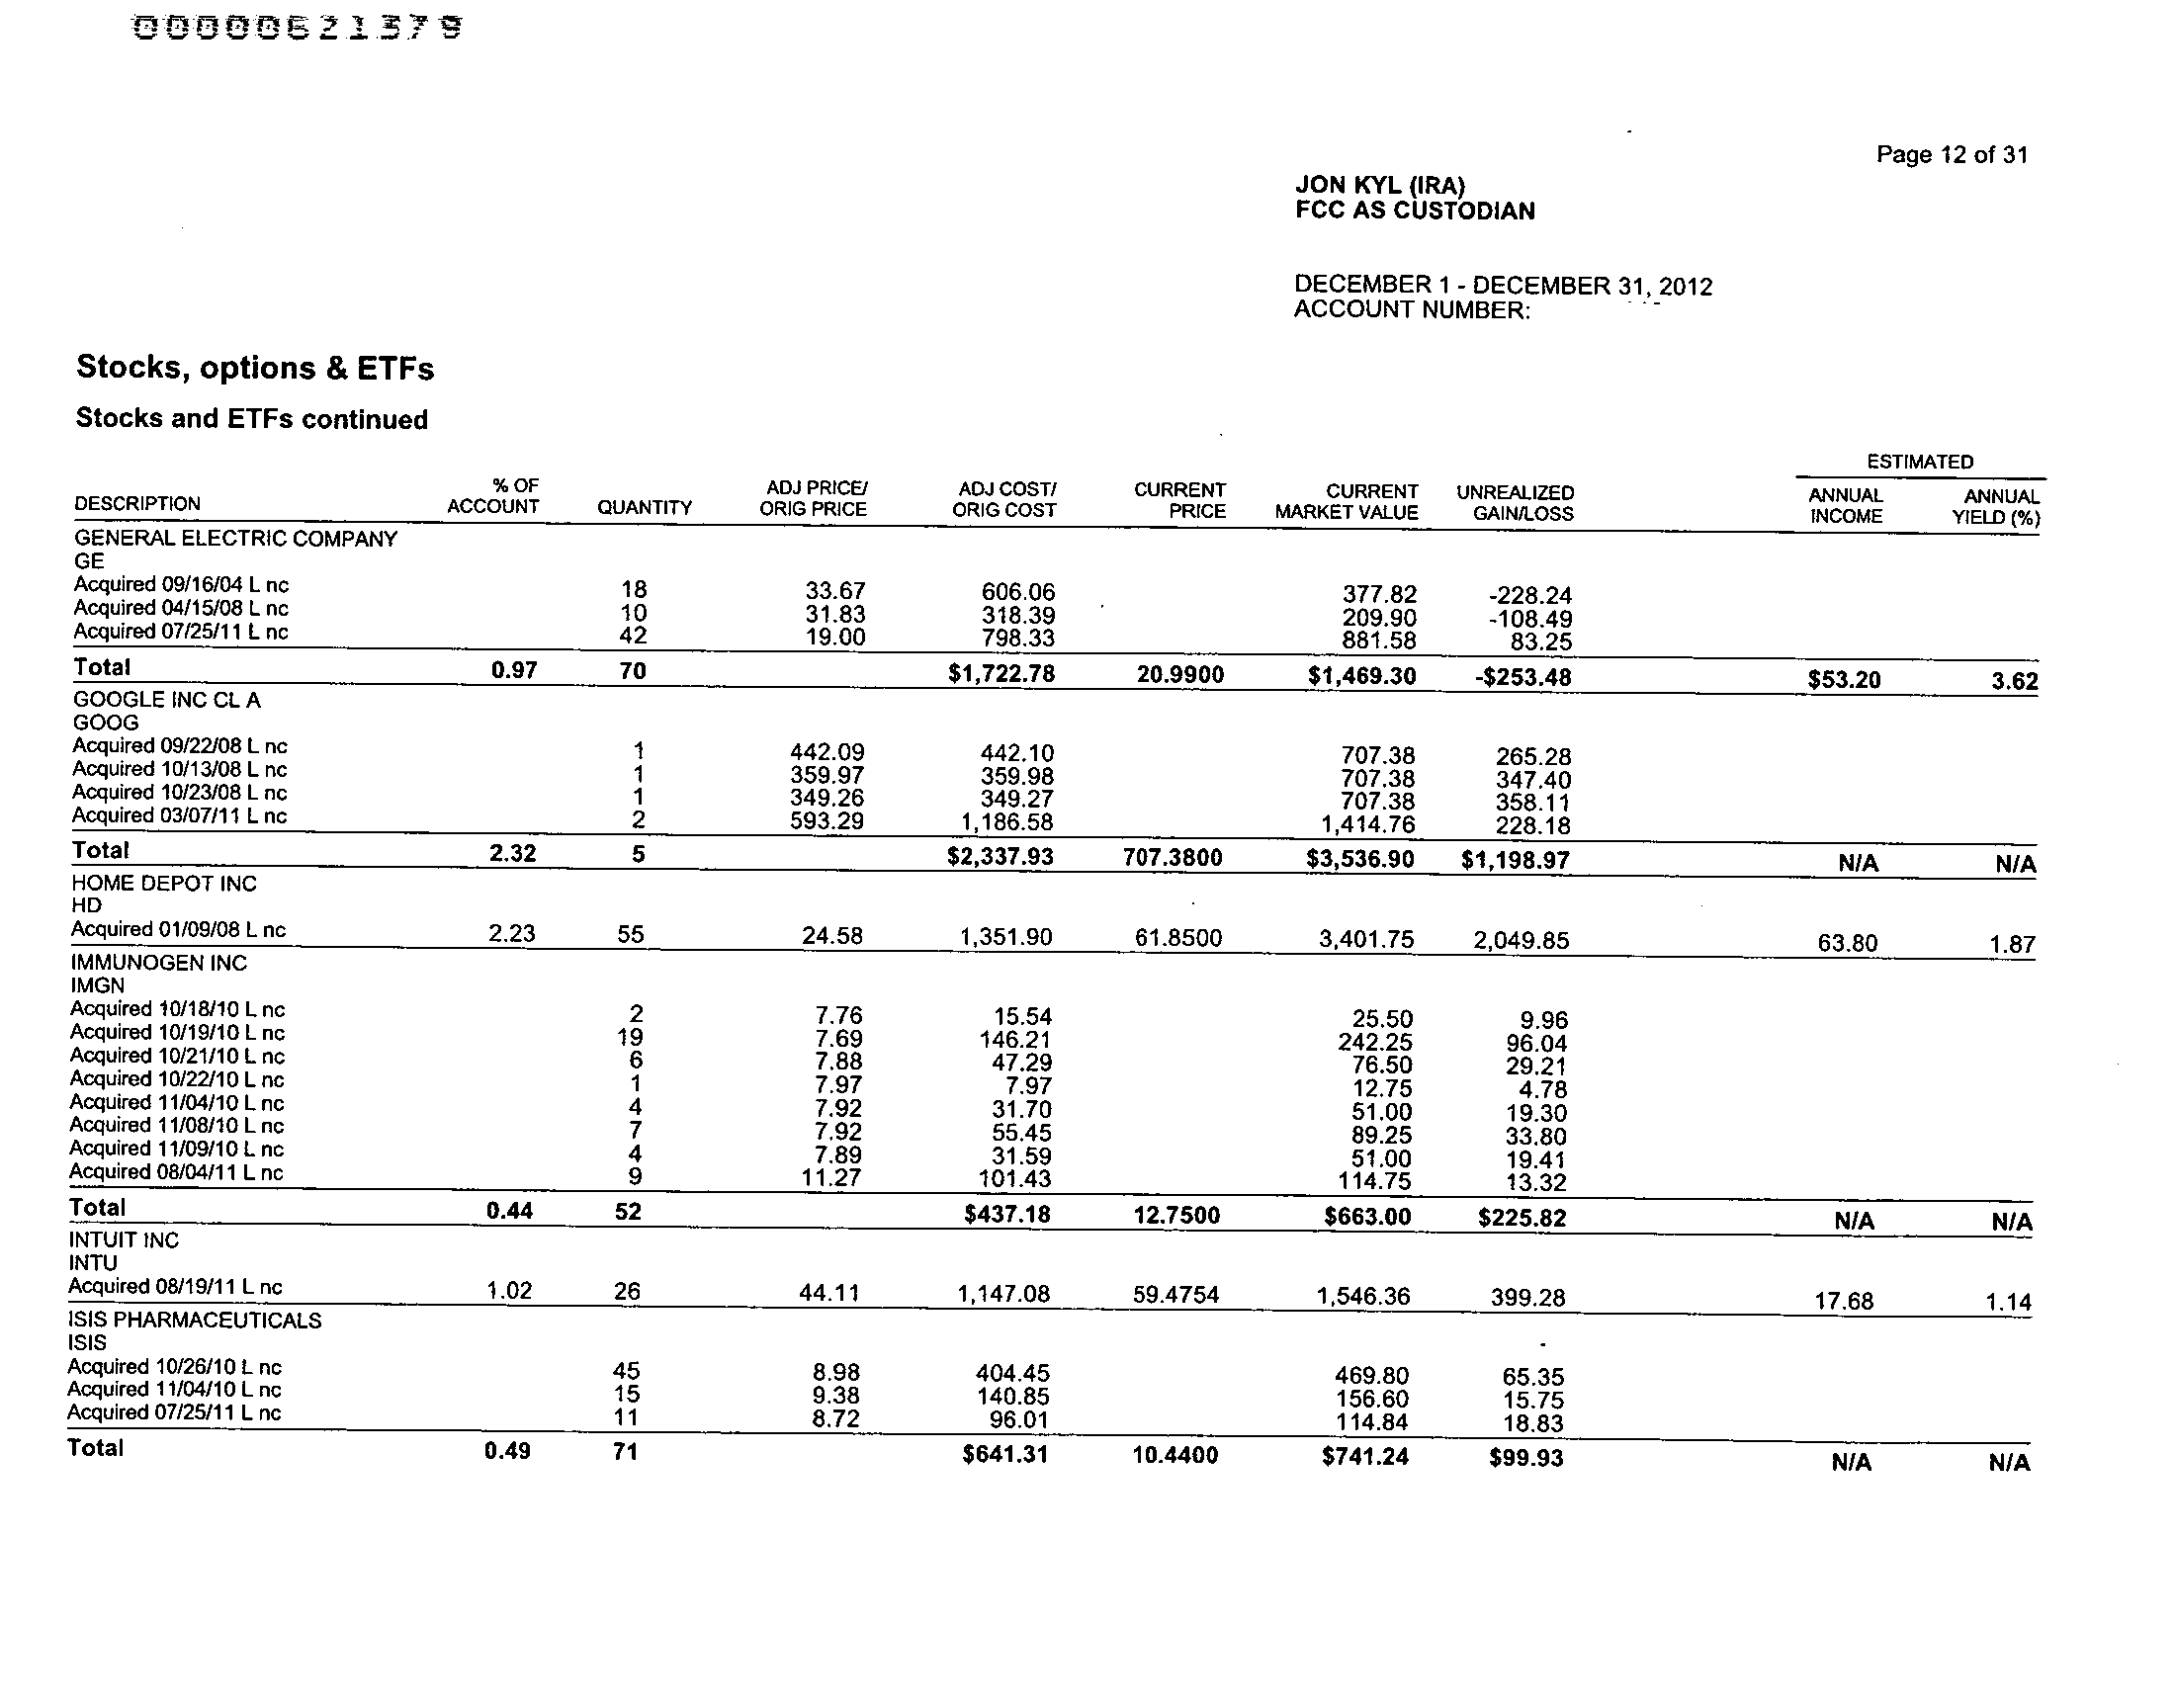 00000621379
Page 12 of 31
JON KYL (IRA)
FCC AS CUSTODIAN
DECEMBER 1 - DECEMBER 31, 2012
ACCOUNT NUMBER:
Stocks, options & ETFs
Stocks and ETFs continued
ESTIMATED
DESCRIPTION % OF ACCOUNT QUANTITY ADJ PRICE/ ORIG PRICE ADJ COST/ ORIG COST CURRENT PRICE CURRENT MARKET VALUE UNREALIZED GAIN/LOSS ANNUAL INCOME ANNUAL YIELD (%)
GENERAL ELECTRIC COMPANY
GE
Acquired 09/16/04 L nc 18 33.67 606.06 377.82 -228.24
Acquired 04/15/08 L nc 10 31.83 318.39 209.90 -108.49
Acquired 07/25/11 L nc 42 19.00 798.33 881.58 83.25
Total 0.97 70 $1,722.78 20.9900 $1,469.30 -$253.48 $53.20 3.62
GOOGLE INC CL A
GOOG
Acquired 09/22/08 L nc 1 442.09 442.10 707.38 265.28
Acquired 10/13/08 L nc 1 359.97 359.98 707.38 347.40
Acquired 10/23/08 L nc 1 349.26 349.27 707.38 358.11
Acquired 03/07/11 L nc 2 593.29 1,186.58 1,414.76 228.18
Total 2.32 5 $2,337.93 707.3800 $3,536.90 $1,198.97 N/A N/A
HOME DEPOT INC
HD
Acquired 01/09/08 L nc 2.23 55 24.58 1,351.90 61.8500 3,401.75 2,049.85 63.80 1.87
IMMUNOGEN INC
IMGN
Acquired 10/18/10 L nc 2 7.76 15.54 25.50 9.96
Acquired 10/19/10 L nc 19 7.69 146.21 242.25 96.04
Acquired 10/21/10 L nc 6 7.88 47.29 76.50 29.21
Acquired 10/22/10 L nc 1 7.97 7.97 12.75 4.78
Acquired 11/04/10 L nc 4 7.92 31.70 51.00 19.30
Acquired 11/08/10 L nc 7 7.92 55.45 89.25 33.80
Acquired 11/09/10 L nc 4 7.89 31.59 51.00 19.41
Acquired 08/04/11 L nc 9 11.27 101.43 114.75 13.32
Total 0.44 52 $437.18 12.7500 $663.00 $225.82 N/A N/A
INTUIT INC
INTU
Acquired 08/19/11 L nc 1.02 26 44.11 1,147.08 59.4754 1,546.36 399.28 17.68 1.14
ISIS PHARMACEUTICALS
ISIS
Acquired 10/26/10 L nc 45 8.98 404.45 469.80 65.35
Acquired 11/04/10 L nc 15 9.38 140.85 156.60 15.75
Acquired 07/25/11 L nc 11 8.72 96.01 114.84 18.83
Total 0.49 71 $641.31 10.4400 $741.24 $99.93 N/A N/A